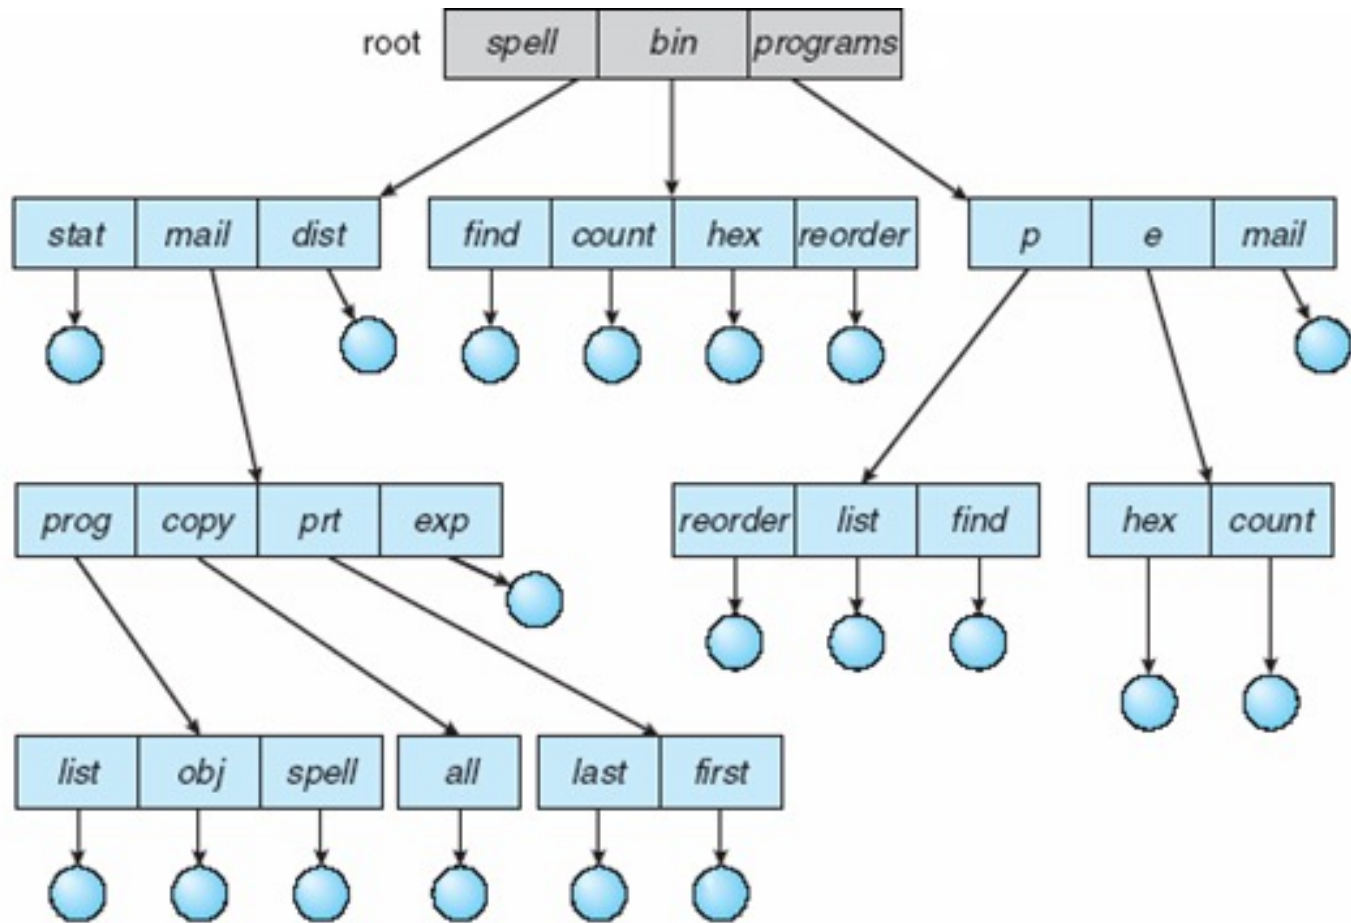 root spell bin programs
stat mail dist find count hex reorder p e mail
prog copy prt exp reorder list find hex count
list obj spell all last first